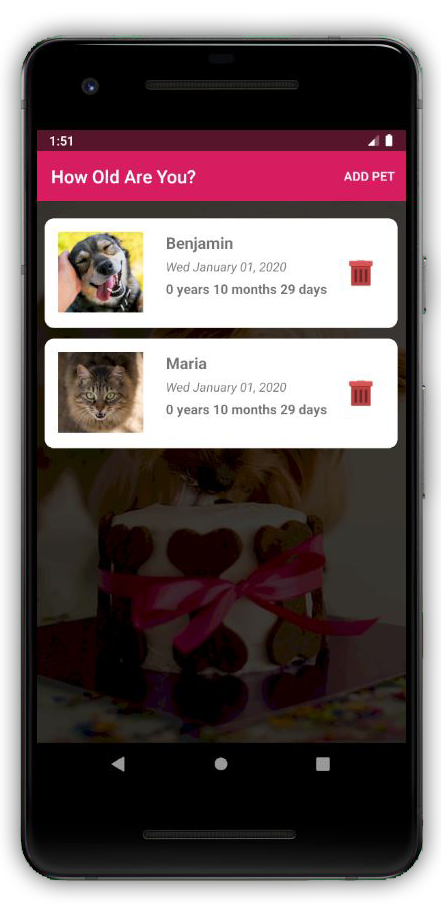 1:51
How Old Are You?
ADD PET
Benjamin
Wed January 01, 2020
0 years 10 months 29 days
Maria
Wed January 01, 2020
0 years 10 months 29 days